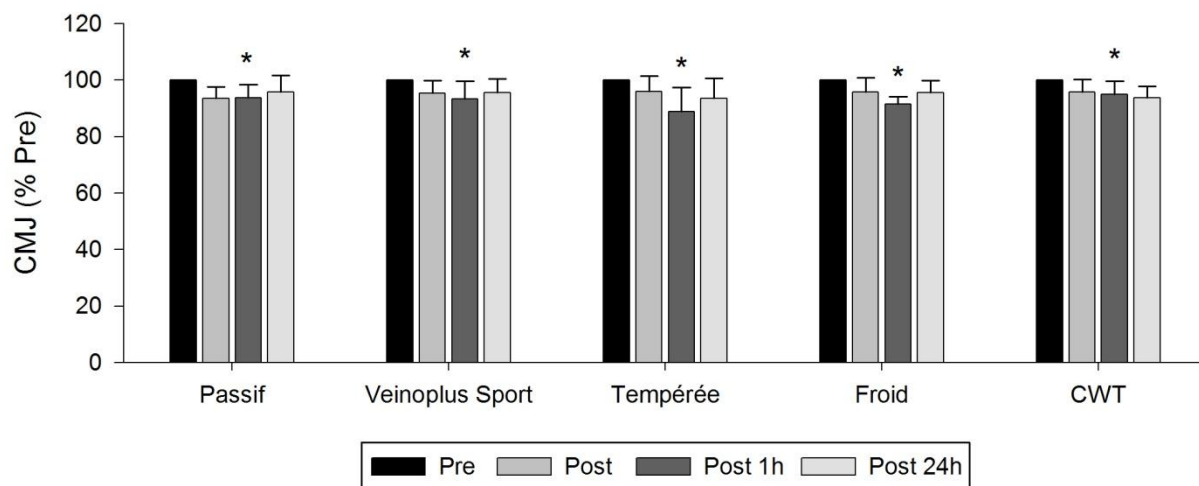 CMJ (% Pre)
120
100
80
60
40
20
0
* * * * *
Passif Veinoplus Sport Tempérée Froid CWT
Pre Post Post 1h Post 24h